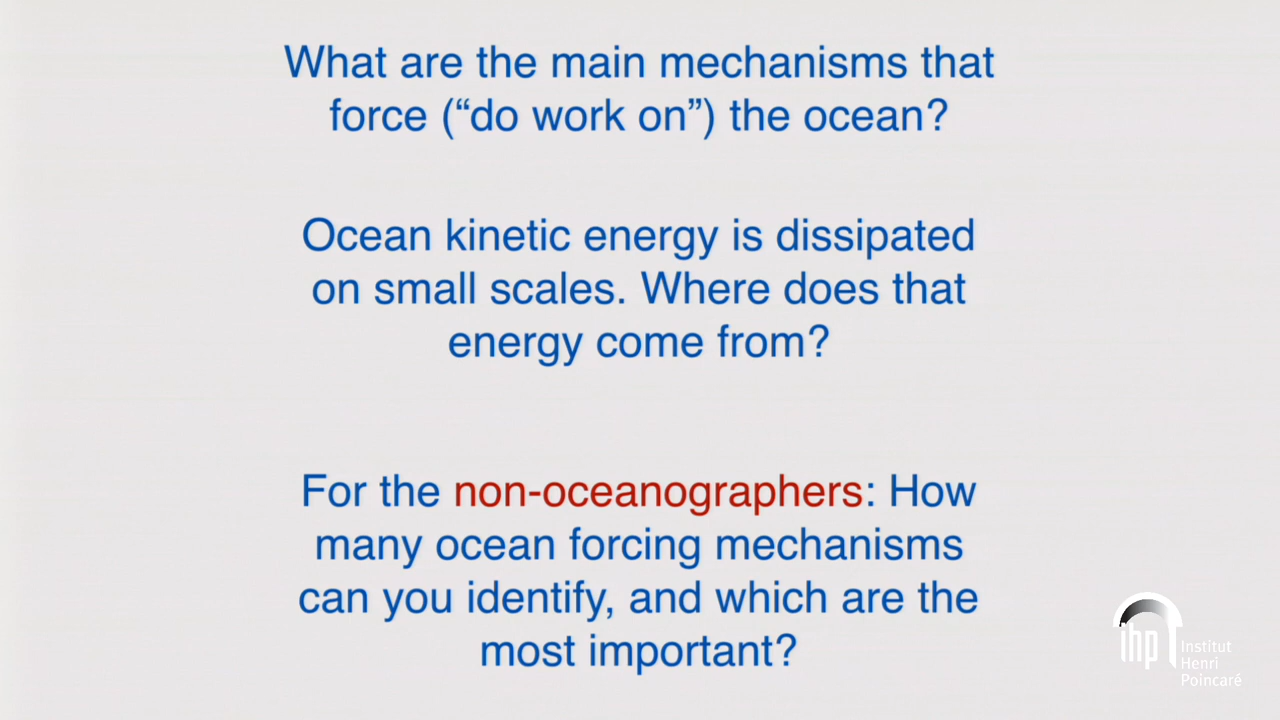 What are the main mechanisms that
force (“do work on”) the ocean?
Ocean kinetic energy is dissipated
on small scales. Where does that
energy come from?
For the non-oceanographers: How
many ocean forcing mechanisms
can you identify, and which are the
most important?
ihp
Institut
Henri
Poincaré